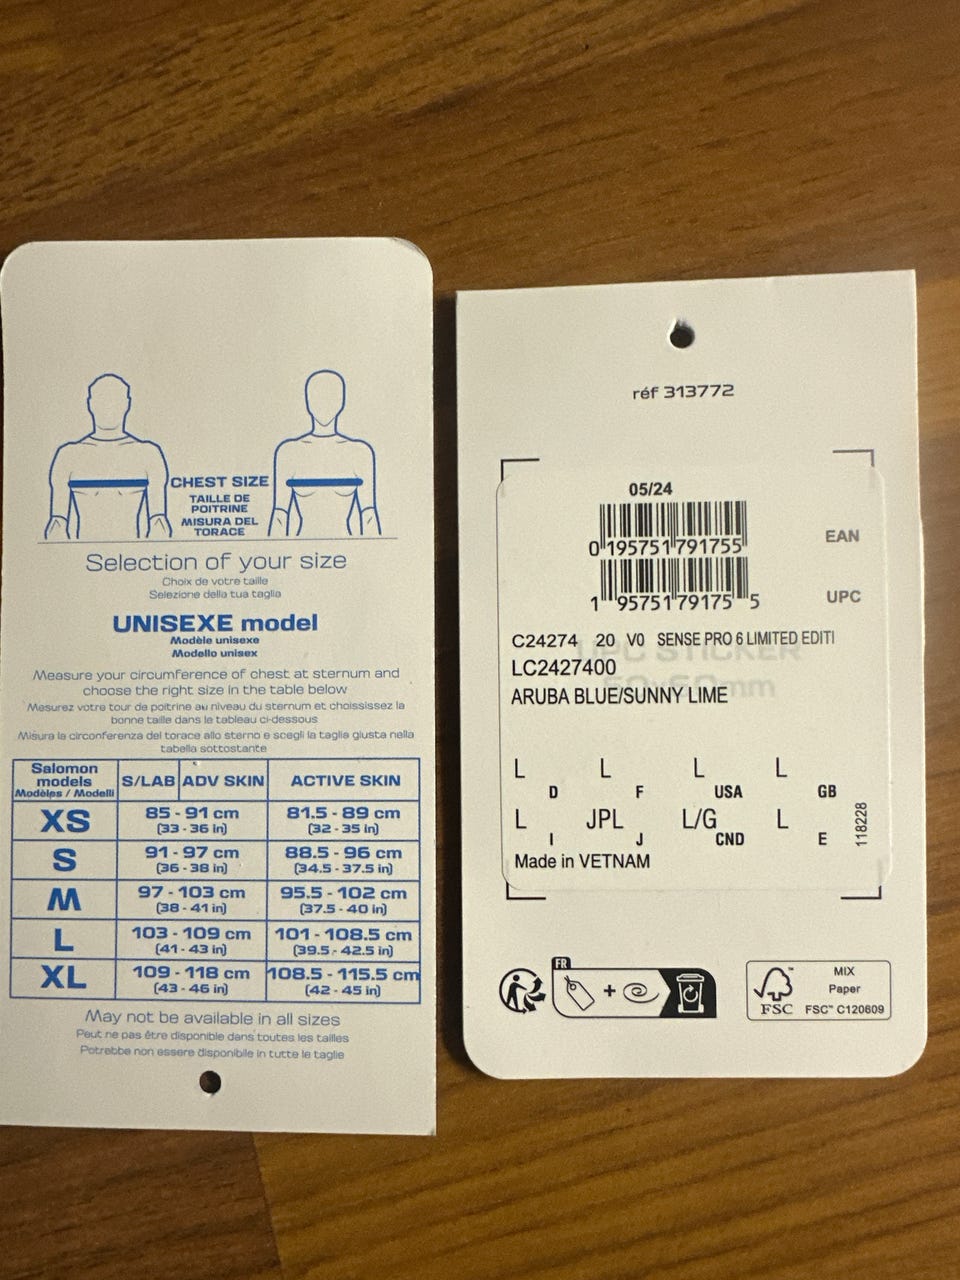 CHEST SIZE
TAILLE DE
POITRINE
MISURA DEL
TORACE
Selection of your size
Choix de votre taille
Selezione della tua taglia
UNISEXE model
Modèle unisexe
Modello unisex
Measure your circumference of chest at sternum and
choose the right size in the table below
Mesurez votre tour de poitrine au niveau du sternum et choississez la
bonne taille dans le tableau ci-dessous
Misura la circonferenza del torace allo sterno e scegli la taglia giusta nella
tabella sottostante
Salomon
models
Modèles / Modelli
S/LAB ADV SKIN ACTIVE SKIN
XS 85 - 91 cm 81.5 - 89 cm
(33 - 36 in) (32 - 35 in)
S 91 - 97 cm 88.5 - 96 cm
(36 - 38 in) (34.5 - 37.5 in)
M 97 - 103 cm 95.5 - 102 cm
(38 - 41 in) (37.5 - 40 in)
L 103 - 109 cm 101 - 108.5 cm
(41 - 43 in) (39.5 - 42.5 in)
XL 109 - 118 cm 108.5 - 115.5 cm
(43 - 46 in) (42 - 45 in)
May not be available in all sizes
Peut ne pas être disponible dans toutes les tailles
Potrebbe non essere disponibile in tutte le taglie
réf 313772
05/24
0 195751 791755 EAN
1 95751 79175 5 UPC
C24274 20 V0 SENSE PRO 6 LIMITED EDITI
UPC STICKER
LC2427400
60x60mm
ARUBA BLUE/SUNNY LIME
L L L L
D F USA GB
L JPL L/G L
I J CND E
118228
Made in VETNAM
FR
+
FSC™
MIX
Paper
FSC™ C120609